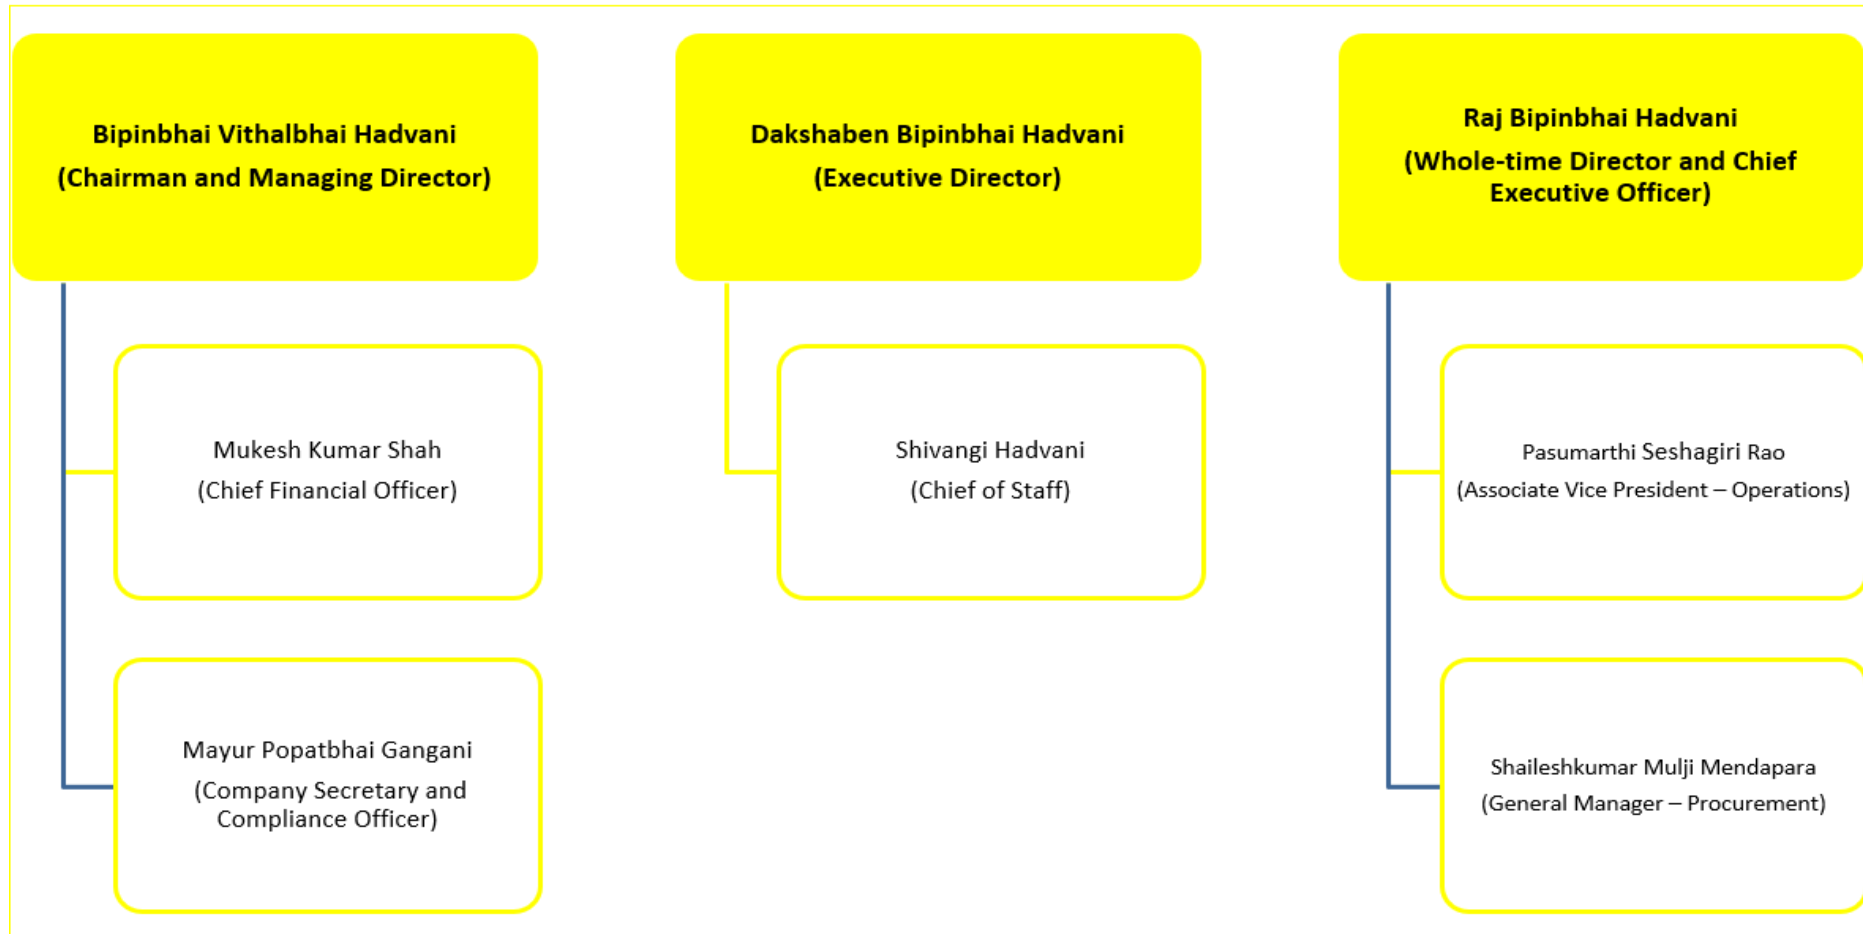 Bipinbhai Vithalbhai Hadvani
(Chairman and Managing Director)
Mukesh Kumar Shah
(Chief Financial Officer)
Mayur Popatbhai Gangani
(Company Secretary and
Compliance Officer)
Dakshaben Bipinbhai Hadvani
(Executive Director)
Shivangi Hadvani
(Chief of Staff)
Raj Bipinbhai Hadvani
(Whole-time Director and Chief
Executive Officer)
Pasumarthi Seshagiri Rao
(Associate Vice President – Operations)
Shaileshkumar Mulji Mendapara
(General Manager – Procurement)